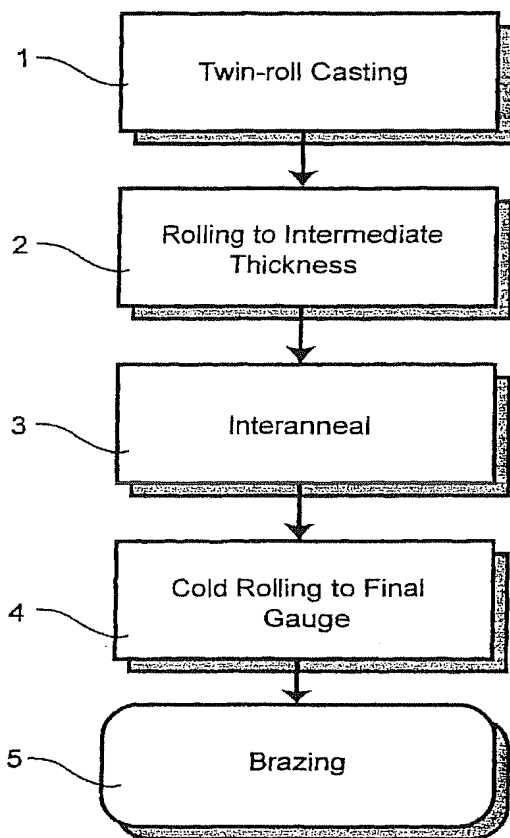 1
Twin-roll Casting
2
Rolling to Intermediate
Thickness
3
Interanneal
4
Cold Rolling to Final
Gauge
5
Brazing